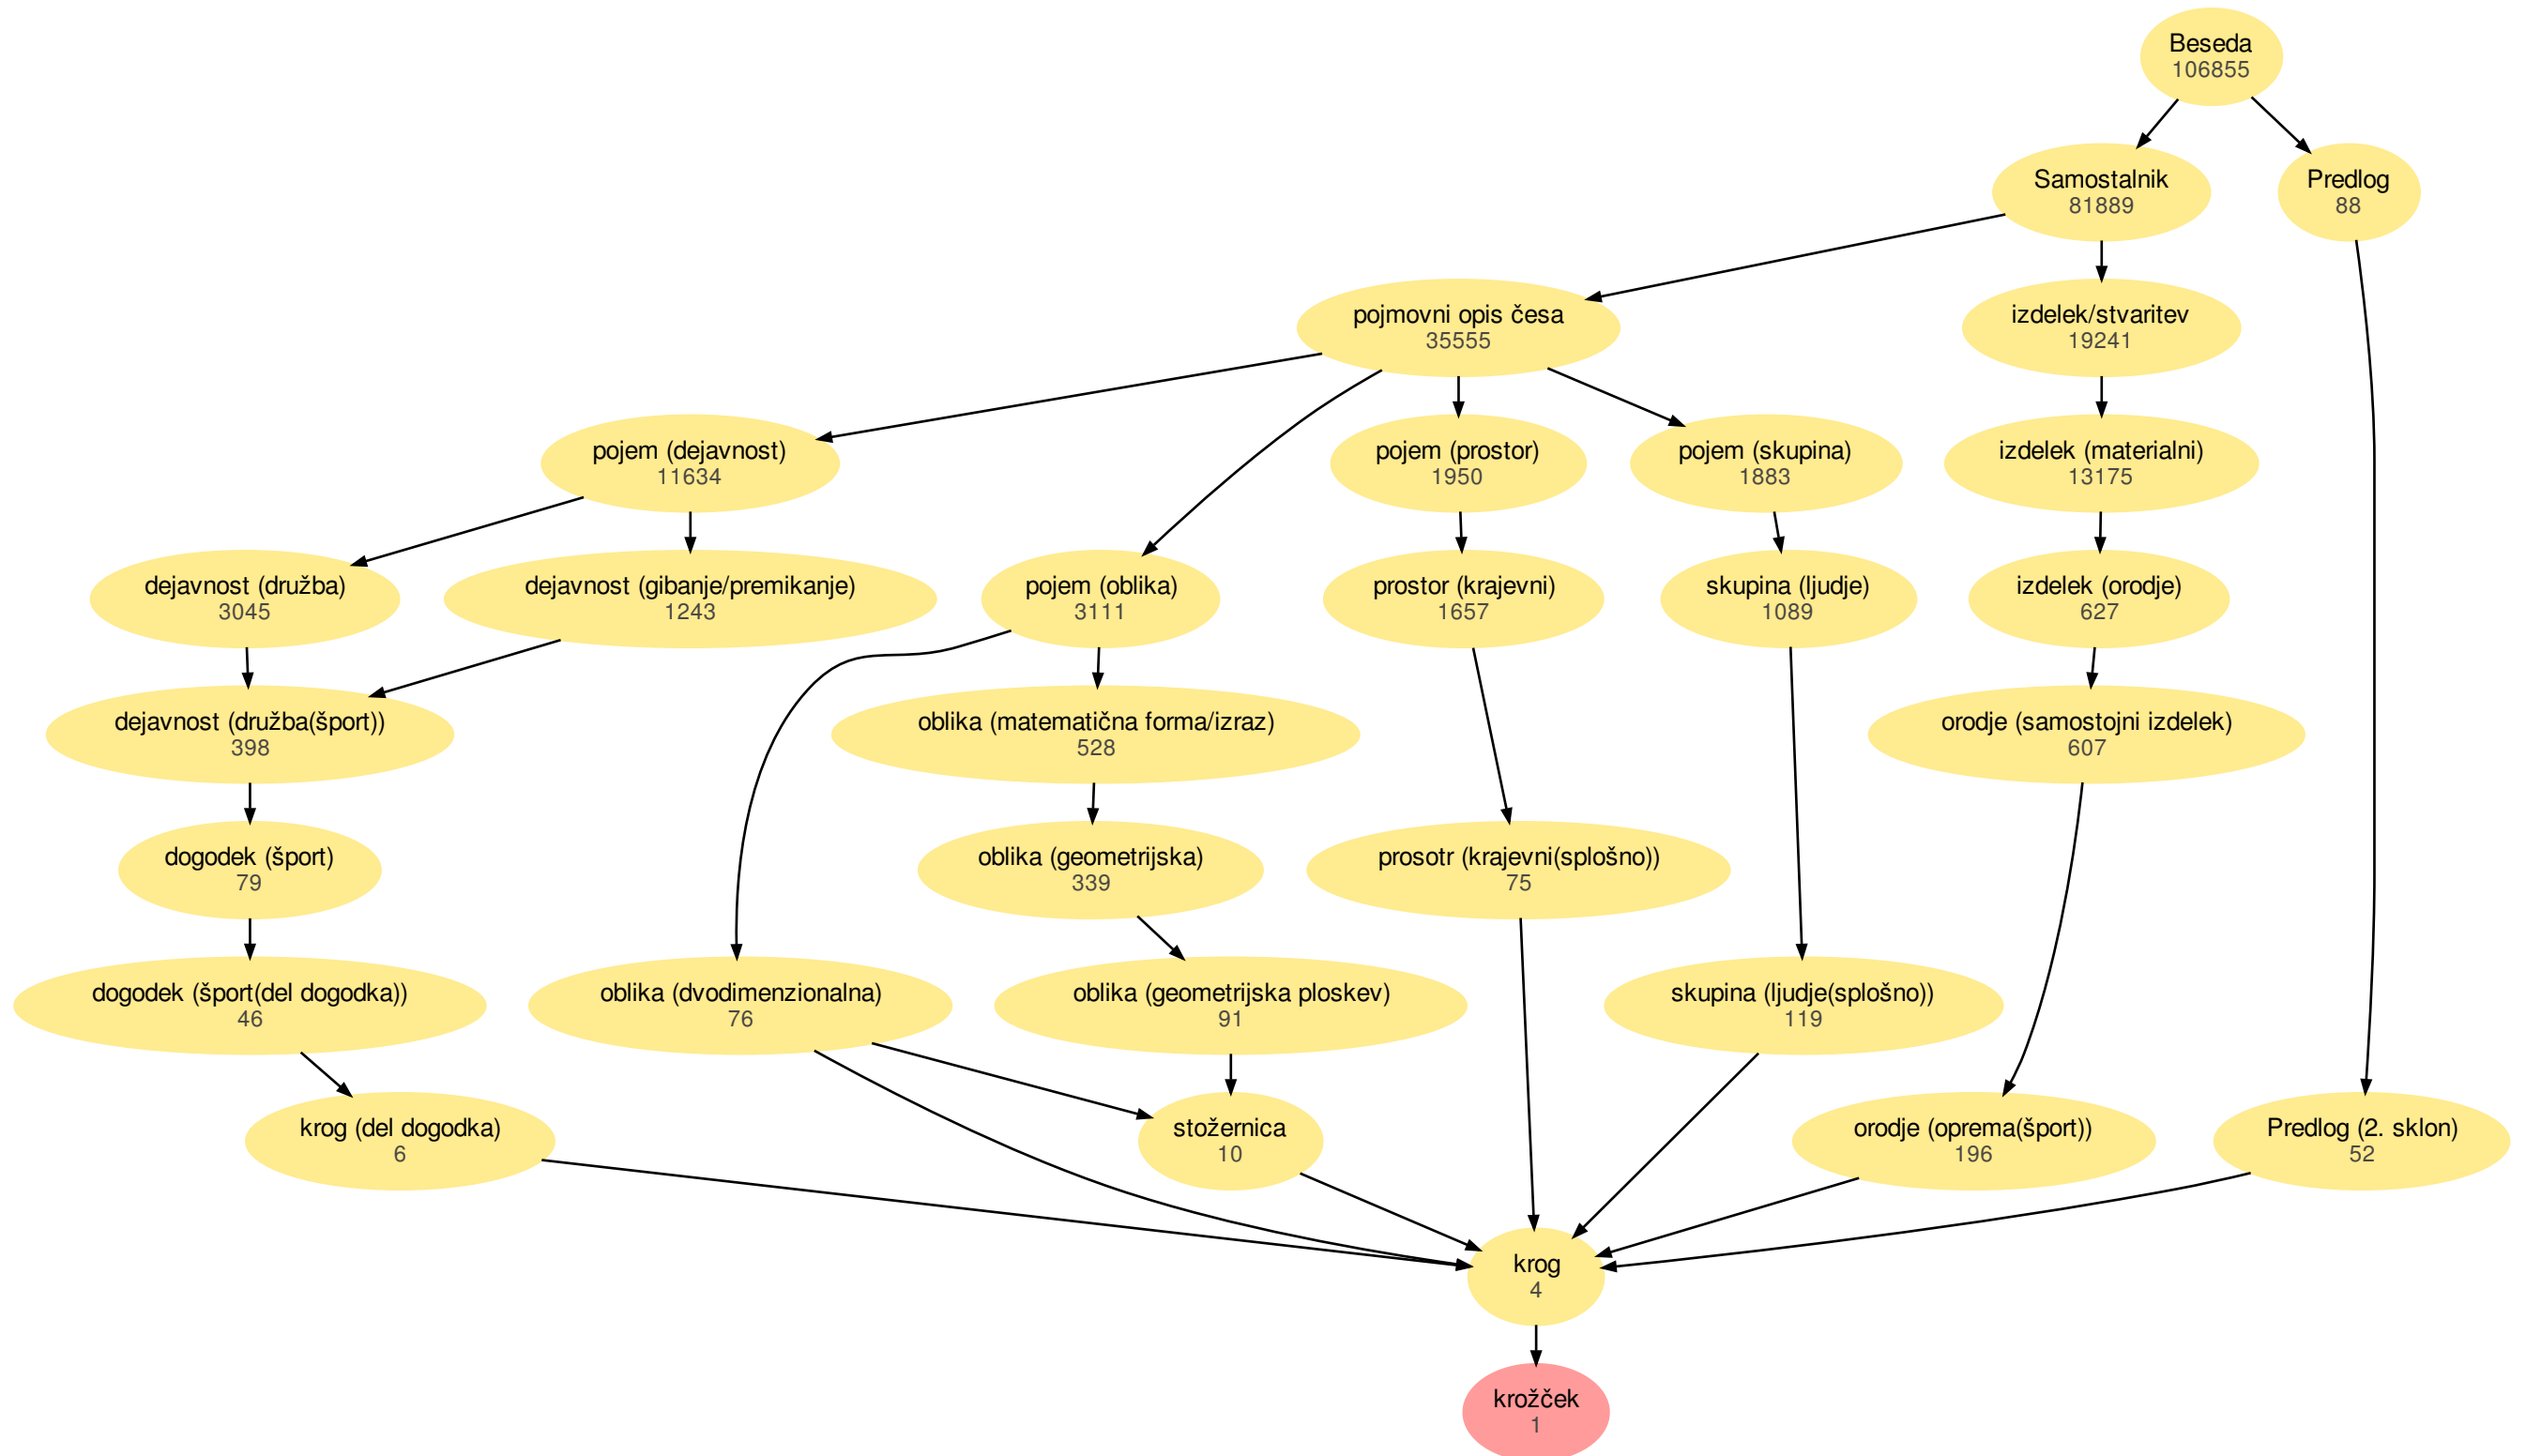 Beseda
106855
Samostalnik
81889
Predlog
88
pojmovni opis česa
35555
izdelek/stvaritev
19241
pojem (dejavnost)
11634
pojem (prostor)
1950
pojem (skupina)
1883
izdelek (materialni)
13175
dejavnost (družba)
3045
dejavnost (gibanje/premikanje)
1243
pojem (oblika)
3111
prostor (krajevni)
1657
skupina (ljudje)
1089
izdelek (orodje)
627
dejavnost (družba(šport))
398
oblika (matematična forma/izraz)
528
orodje (samostojni izdelek)
607
dogodek (šport)
79
oblika (geometrijska)
339
prosotr (krajevni(splošno))
75
dogodek (šport(del dogodka))
46
oblika (dvodimenzionalna)
76
oblika (geometrijska ploskev)
91
skupina (ljudje(splošno))
119
krog (del dogodka)
6
stožernica
10
orodje (oprema(šport))
196
Predlog (2. sklon)
52
krog
4
krožček
1